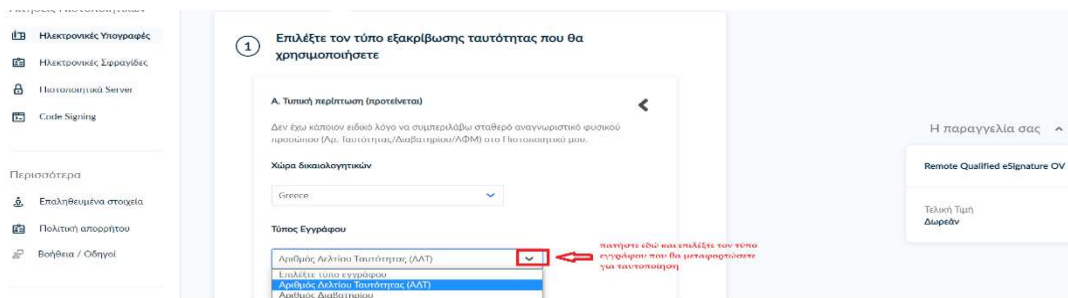 Ηλεκτρονικές Υπογραφές
Ηλεκτρονικές Σφραγίδες
Πιστοποιητικά Server
Code Signing
Περισσότερα
Επαληθευμένα στοιχεία
Πολιτική απορρήτου
Βοήθεια / Οδηγοί
1
Επιλέξτε τον τύπο εξακρίβωσης ταυτότητας που θα
χρησιμοποιήσετε
Α. Τυπική περίπτωση (προτείνεται)
Δεν έχω κάποιον ειδικό λόγο να συμπεριλάβω σταθερό αναγνωριστικό φυσικού
προσώπου (Αρ. Ταυτότητας/Διαβατηρίου/ΑΦΜ) στο Πιστοποιητικό μου.
Χώρα δικαιολογητικών
Greece
Τύπος Εγγράφου
Αριθμός Δελτίου Ταυτότητας (ΑΔΤ)
Επιλέξτε τύπο εγγράφου
Αριθμός Δελτίου Ταυτότητας (ΑΔΤ)
Αριθμός Διαβατηρίου
πατήστε εδώ και επιλέξτε τον τύπο
εγγράφου που θα μεταφορτώσετε
για ταυτοποίηση
Η παραγγελία σας
Remote Qualified eSignature OV
Τελική Τιμή
Δωρεάν